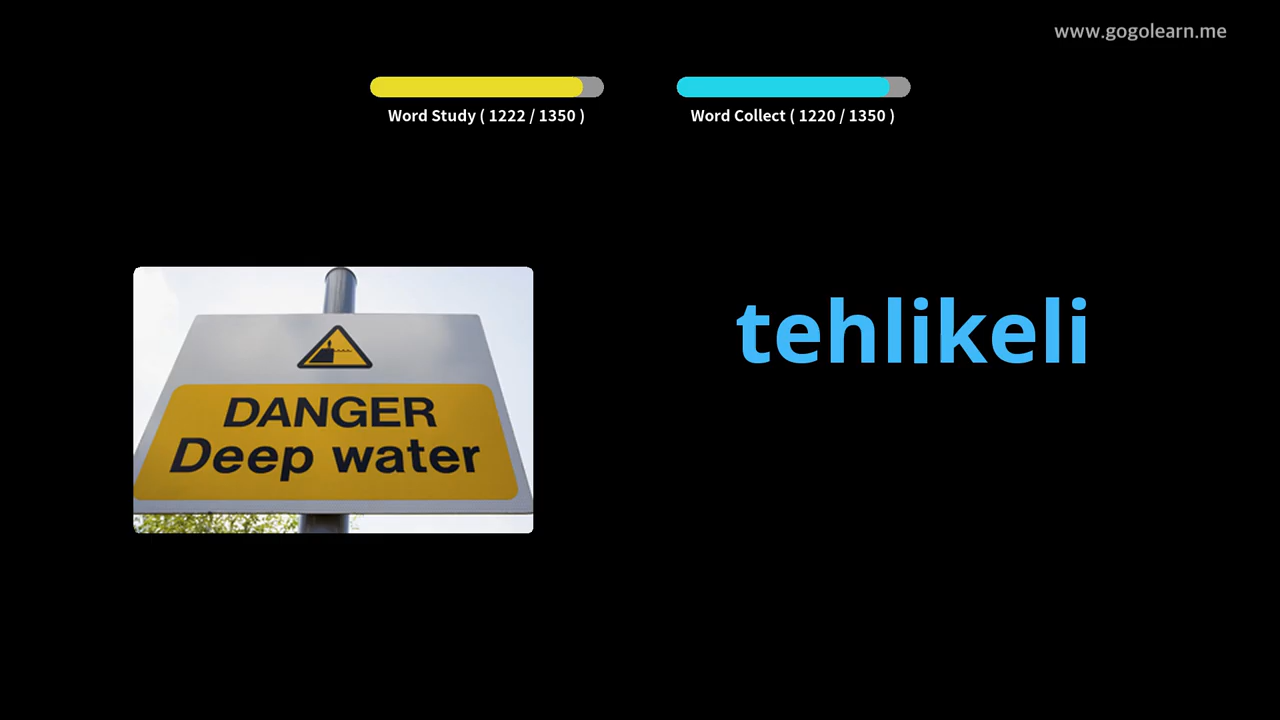 www.gogolearn.me
Word Study ( 1222 / 1350 )
Word Collect ( 1220 / 1350 )
DANGER
Deep water
tehlikeli